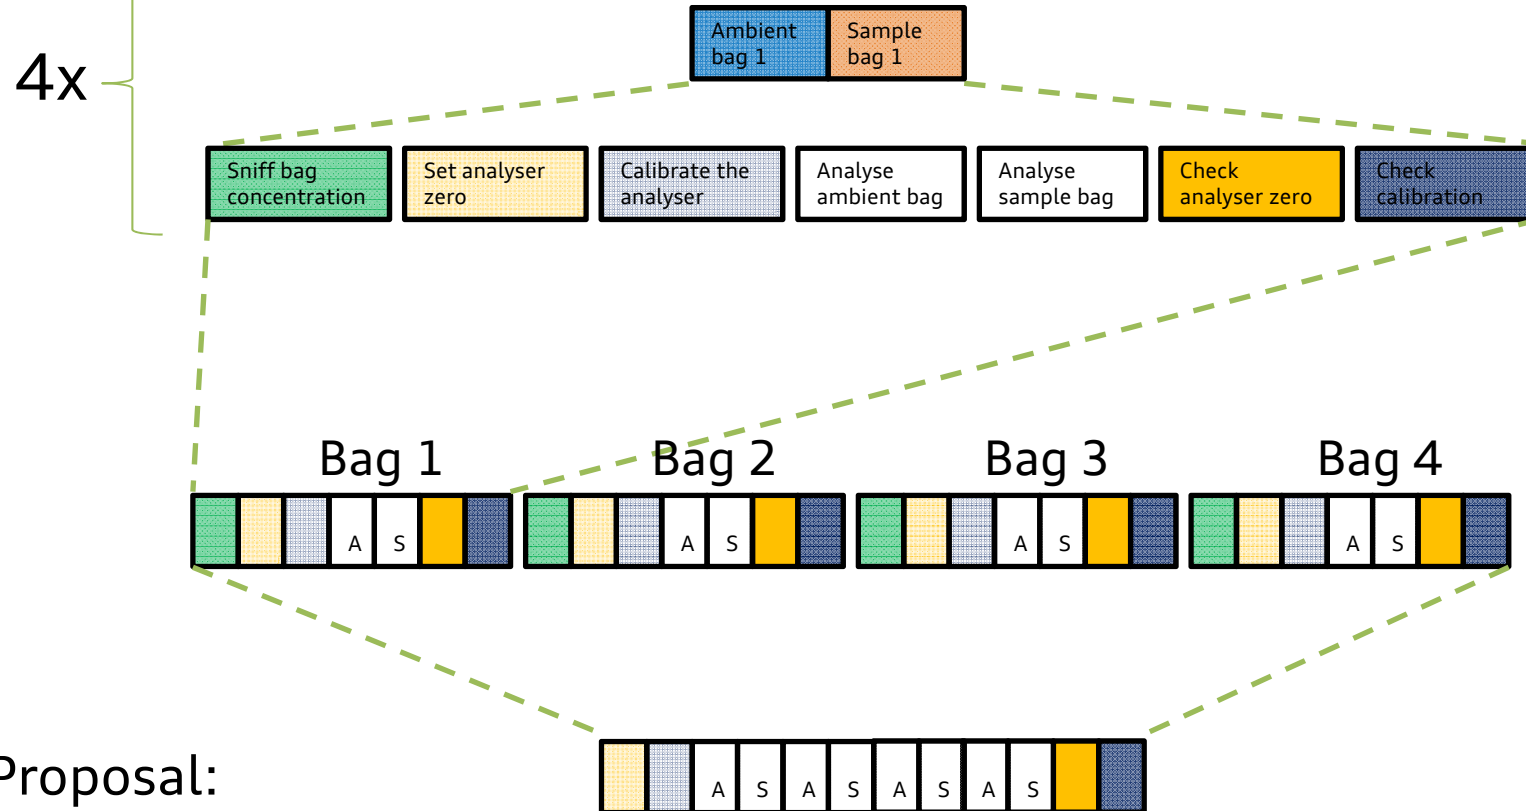 4x
Ambient
bag 1
Sample
bag 1
Sniff bag
concentration
Set analyser
zero
Calibrate the
analyser
Analyse
ambient bag
Analyse
sample bag
Check
analyser zero
Check
calibration
Bag 1
Bag 2
Bag 3
Bag 4
A S
A S
A S
A S
Proposal:
A S A S A S A S